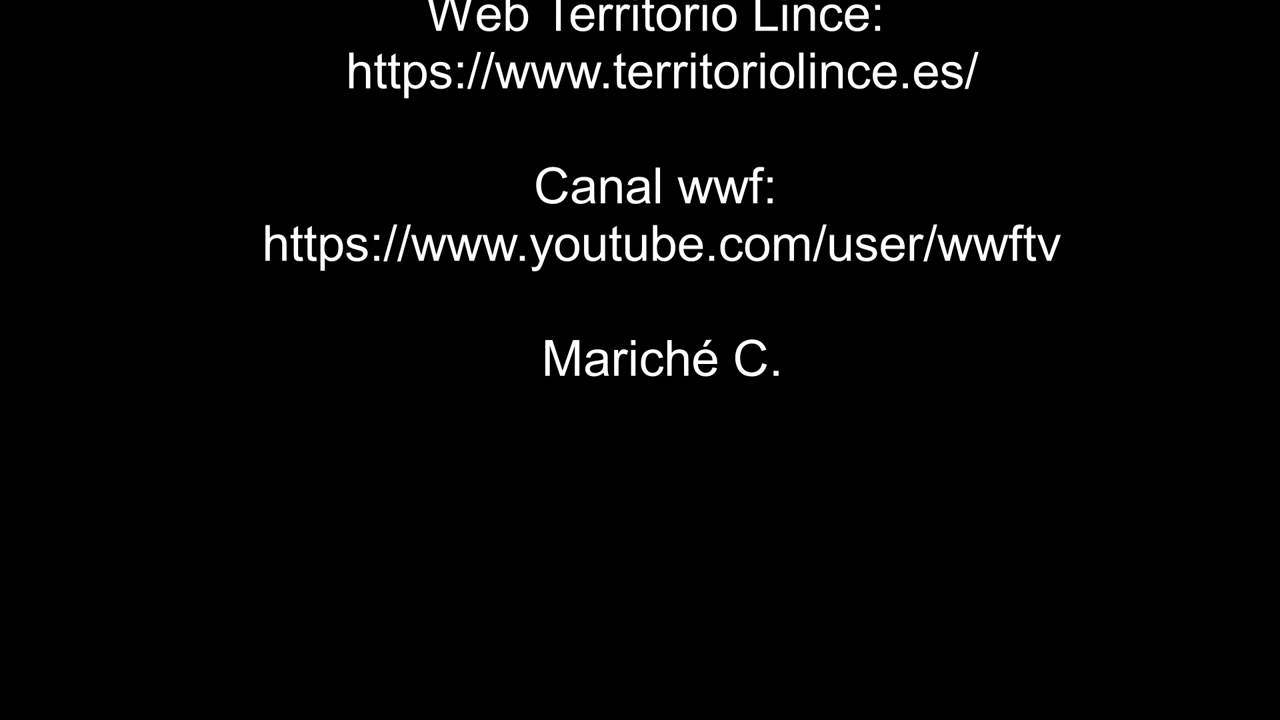 Web Territorio Lince:
https://www.territoriolince.es/
Canal wwf:
https://www.youtube.com/user/wwftv
Mariché C.